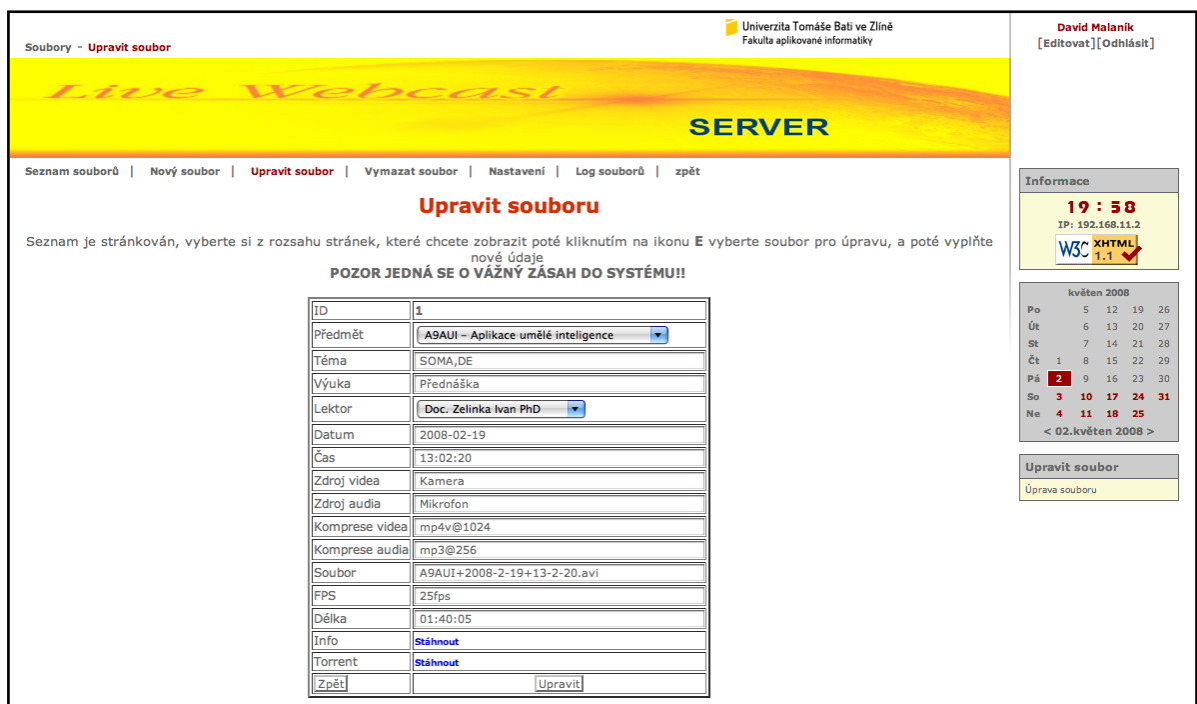 Soubory - Upravit soubor
Univerzita Tomáše Bati ve Zlíně
Fakulta aplikované informatiky
Live Webcast
SERVER
Seznam souborů | Nový soubor | Upravit soubor | Vymazat soubor | Nastavení | Log souborů | zpět
Upravit souboru
Seznam je stránkován, vyberte si z rozsahu stránek, které chcete zobrazit poté kliknutím na ikonu E vyberte soubor pro úpravu, a poté vyplňte
nové údaje
POZOR JEDNÁ SE O VÁŽNÝ ZÁSAH DO SYSTÉMU!!
ID 1
Předmět A9AUI - Aplikace umělé inteligence
Téma SOMA,DE
Výuka Přednáška
Lektor Doc. Zelinka Ivan PhD
Datum 2008-02-19
Čas 13:02:20
Zdroj videa Kamera
Zdroj audia Mikrofon
Komprese videa mp4v@1024
Komprese audia mp3@256
Soubor A9AUI+2008-2-19+13-2-20.avi
FPS 25fps
Délka 01:40:05
Info Stáhnout
Torrent Stáhnout
Zpět Upravit
David Malaník
[Editovat][Odhlásit]
Informace
19:58
IP: 192.168.11.2
W3C XHTML 1.1
květen 2008
Po 5 12 19 26
Út 6 13 20 27
St 7 14 21 28
Čt 1 8 15 22 29
Pá 2 9 16 23 30
So 3 10 17 24 31
Ne 4 11 18 25
< 02.květen 2008 >
Upravit soubor
Úprava souboru